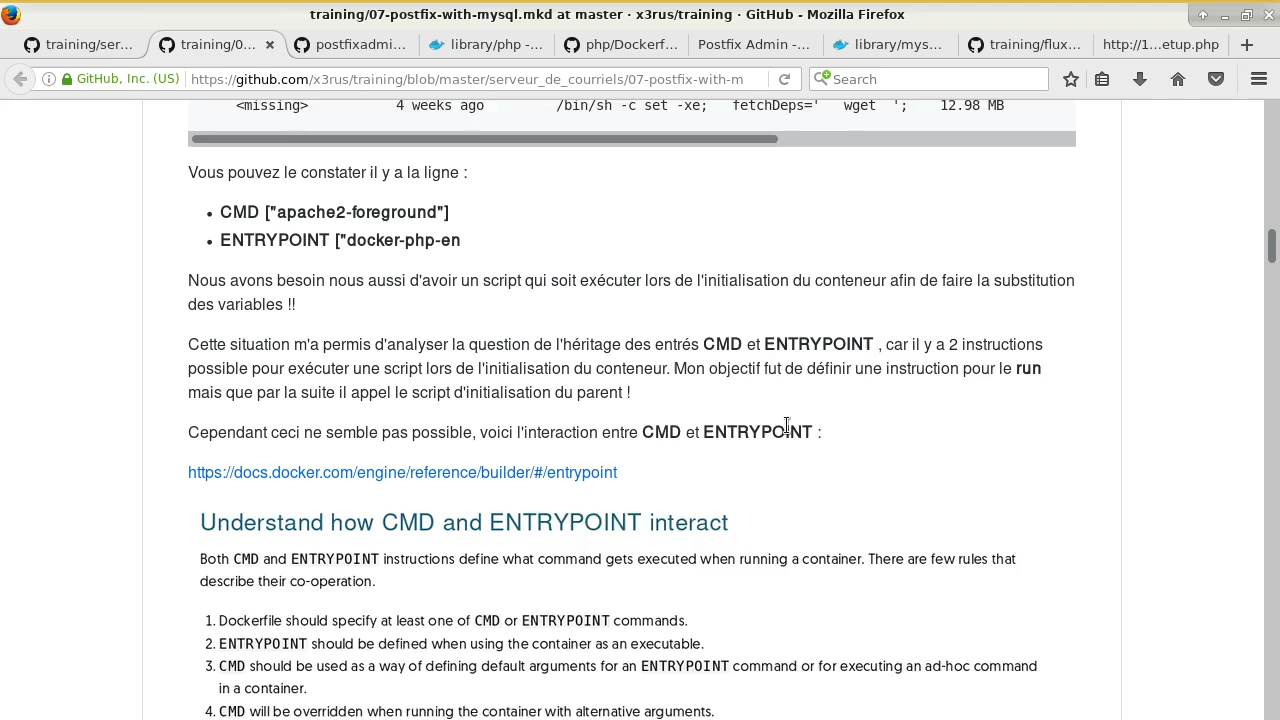 training/07-postfix-with-mysql.mkd at master · x3rus/training · GitHub - Mozilla Firefox
training/ser...
training/0...
postfixadmi...
library/php -...
php/Dockerf...
Postfix Admin -...
library/mys...
training/flux...
http://1...etup.php
GitHub, Inc. (US)
https://github.com/x3rus/training/blob/master/serveur_de_courriels/07-postfix-with-m
Search
<missing> 4 weeks ago /bin/sh -c set -xe; fetchDeps=' wget '; 12.98 MB
Vous pouvez le constater il y a la ligne :
• CMD ["apache2-foreground"]
• ENTRYPOINT ["docker-php-en
Nous avons besoin nous aussi d'avoir un script qui soit exécuter lors de l'initialisation du conteneur afin de faire la substitution
des variables !!
Cette situation m'a permis d'analyser la question de l'héritage des entrés CMD et ENTRYPOINT , car il y a 2 instructions
possible pour exécuter une script lors de l'initialisation du conteneur. Mon objectif fut de définir une instruction pour le run
mais que par la suite il appel le script d'initialisation du parent !
Cependant ceci ne semble pas possible, voici l'interaction entre CMD et ENTRYPOINT :
https://docs.docker.com/engine/reference/builder/#/entrypoint
Understand how CMD and ENTRYPOINT interact
Both CMD and ENTRYPOINT instructions define what command gets executed when running a container. There are few rules that
describe their co-operation.
1. Dockerfile should specify at least one of CMD or ENTRYPOINT commands.
2. ENTRYPOINT should be defined when using the container as an executable.
3. CMD should be used as a way of defining default arguments for an ENTRYPOINT command or for executing an ad-hoc command
in a container.
4. CMD will be overridden when running the container with alternative arguments.